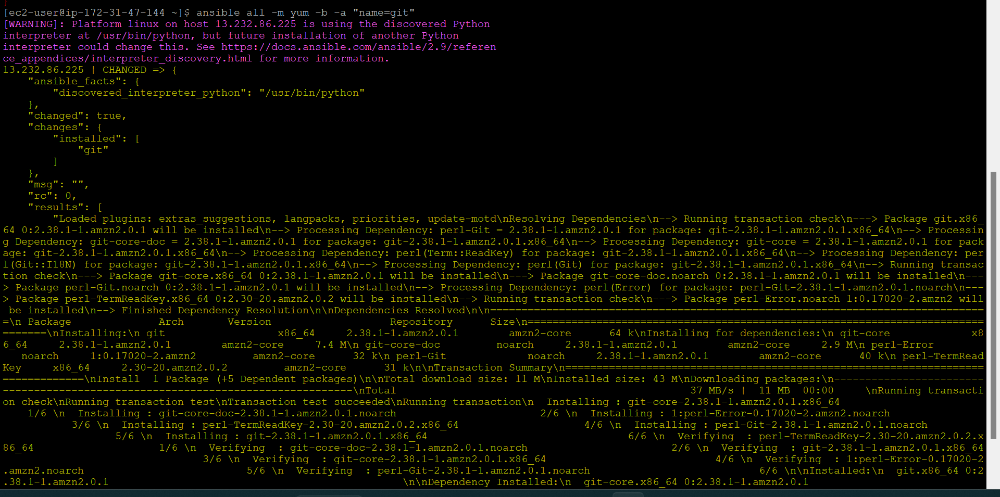 }
[ec2-user@ip-172-31-47-144 ~]$ ansible all -m yum -b -a "name=git"
[WARNING]: Platform linux on host 13.232.86.225 is using the discovered Python
interpreter at /usr/bin/python, but future installation of another Python
interpreter could change this. See https://docs.ansible.com/ansible/2.9/referen
ce_appendices/interpreter_discovery.html for more information.
13.232.86.225 | CHANGED => {
    "ansible_facts": {
        "discovered_interpreter_python": "/usr/bin/python"
    },
    "changed": true,
    "changes": {
        "installed": [
            "git"
        ]
    },
    "msg": "",
    "rc": 0,
    "results": [
        "Loaded plugins: extras_suggestions, langpacks, priorities, update-motd\nResolving Dependencies\n--> Running transaction check\n---> Package git.x86_
64 0:2.38.1-1.amzn2.0.1 will be installed\n--> Processing Dependency: perl-Git = 2.38.1-1.amzn2.0.1 for package: git-2.38.1-1.amzn2.0.1.x86_64\n--> Processin
g Dependency: git-core-doc = 2.38.1-1.amzn2.0.1 for package: git-2.38.1-1.amzn2.0.1.x86_64\n--> Processing Dependency: git-core = 2.38.1-1.amzn2.0.1 for pack
age: git-2.38.1-1.amzn2.0.1.x86_64\n--> Processing Dependency: perl(Term::ReadKey) for package: git-2.38.1-1.amzn2.0.1.x86_64\n--> Processing Dependency: per
l(Git::I18N) for package: git-2.38.1-1.amzn2.0.1.x86_64\n--> Processing Dependency: perl(Git) for package: git-2.38.1-1.amzn2.0.1.x86_64\n--> Running transac
tion check\n---> Package git-core.x86_64 0:2.38.1-1.amzn2.0.1 will be installed\n---> Package git-core-doc.noarch 0:2.38.1-1.amzn2.0.1 will be installed\n---
> Package perl-Git.noarch 0:2.38.1-1.amzn2.0.1 will be installed\n--> Processing Dependency: perl(Error) for package: perl-Git-2.38.1-1.amzn2.0.1.noarch\n---
> Package perl-TermReadKey.x86_64 0:2.30-20.amzn2.0.2 will be installed\n--> Running transaction check\n---> Package perl-Error.noarch 1:0.17020-2.amzn2 will
 be installed\n--> Finished Dependency Resolution\n\nDependencies Resolved\n\n===============================================================================
=\n Package              Arch       Version                   Repository      Size\n=========================================================================
=======\nInstalling:\n git                  x86_64     2.38.1-1.amzn2.0.1        amzn2-core      64 k\nInstalling for dependencies:\n git-core             x8
6_64     2.38.1-1.amzn2.0.1        amzn2-core     7.4 M\n git-core-doc         noarch     2.38.1-1.amzn2.0.1        amzn2-core     2.9 M\n perl-Error
   noarch     1:0.17020-2.amzn2         amzn2-core      32 k\n perl-Git             noarch     2.38.1-1.amzn2.0.1        amzn2-core      40 k\n perl-TermRead
Key     x86_64     2.30-20.amzn2.0.2         amzn2-core      31 k\n\nTransaction Summary\n===================================================================
=============\nInstall  1 Package (+5 Dependent packages)\n\nTotal download size: 11 M\nInstalled size: 43 M\nDownloading packages:\n------------------------
--------------------------------------------------------\nTotal                                               37 MB/s |  11 MB  00:00     \nRunning transacti
on check\nRunning transaction test\nTransaction test succeeded\nRunning transaction\n  Installing : git-core-2.38.1-1.amzn2.0.1.x86_64
    1/6 \n  Installing : git-core-doc-2.38.1-1.amzn2.0.1.noarch                       2/6 \n  Installing : 1:perl-Error-0.17020-2.amzn2.noarch
           3/6 \n  Installing : perl-TermReadKey-2.30-20.amzn2.0.2.x86_64                    4/6 \n  Installing : perl-Git-2.38.1-1.amzn2.0.1.noarch
                  5/6 \n  Installing : git-2.38.1-1.amzn2.0.1.x86_64                                6/6 \n  Verifying  : perl-TermReadKey-2.30-20.amzn2.0.2.x
86_64                    1/6 \n  Verifying  : git-core-doc-2.38.1-1.amzn2.0.1.noarch                       2/6 \n  Verifying  : git-2.38.1-1.amzn2.0.1.x86_64
                                3/6 \n  Verifying  : git-core-2.38.1-1.amzn2.0.1.x86_64                           4/6 \n  Verifying  : 1:perl-Error-0.17020-2
.amzn2.noarch                          5/6 \n  Verifying  : perl-Git-2.38.1-1.amzn2.0.1.noarch                           6/6 \n\nInstalled:\n  git.x86_64 0:2
.38.1-1.amzn2.0.1                                               \n\nDependency Installed:\n  git-core.x86_64 0:2.38.1-1.amzn2.0.1